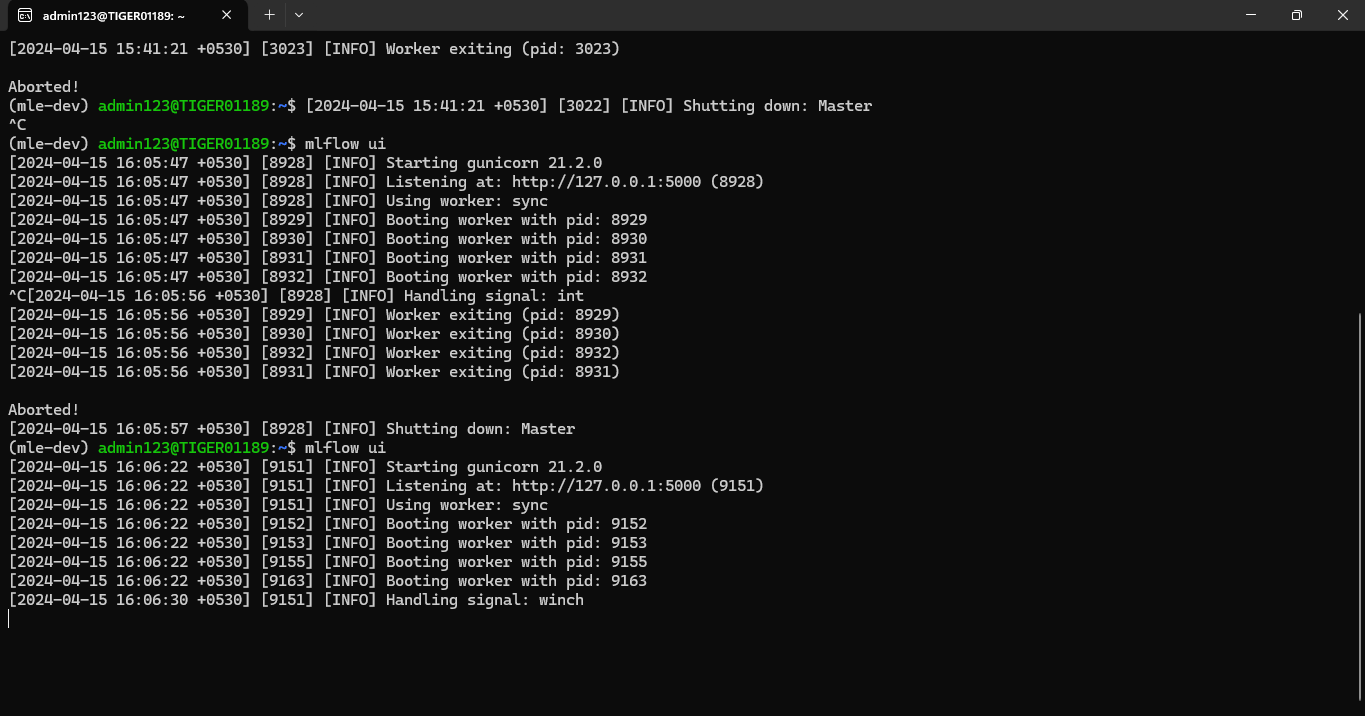 admin123@TIGER01189: ~
[2024-04-15 15:41:21 +0530] [3023] [INFO] Worker exiting (pid: 3023)
Aborted!
(mle-dev) admin123@TIGER01189:~$ [2024-04-15 15:41:21 +0530] [3022] [INFO] Shutting down: Master
^C
(mle-dev) admin123@TIGER01189:~$ mlflow ui
[2024-04-15 16:05:47 +0530] [8928] [INFO] Starting gunicorn 21.2.0
[2024-04-15 16:05:47 +0530] [8928] [INFO] Listening at: http://127.0.0.1:5000 (8928)
[2024-04-15 16:05:47 +0530] [8928] [INFO] Using worker: sync
[2024-04-15 16:05:47 +0530] [8929] [INFO] Booting worker with pid: 8929
[2024-04-15 16:05:47 +0530] [8930] [INFO] Booting worker with pid: 8930
[2024-04-15 16:05:47 +0530] [8931] [INFO] Booting worker with pid: 8931
[2024-04-15 16:05:47 +0530] [8932] [INFO] Booting worker with pid: 8932
^C[2024-04-15 16:05:56 +0530] [8928] [INFO] Handling signal: int
[2024-04-15 16:05:56 +0530] [8929] [INFO] Worker exiting (pid: 8929)
[2024-04-15 16:05:56 +0530] [8930] [INFO] Worker exiting (pid: 8930)
[2024-04-15 16:05:56 +0530] [8932] [INFO] Worker exiting (pid: 8932)
[2024-04-15 16:05:56 +0530] [8931] [INFO] Worker exiting (pid: 8931)
Aborted!
[2024-04-15 16:05:57 +0530] [8928] [INFO] Shutting down: Master
(mle-dev) admin123@TIGER01189:~$ mlflow ui
[2024-04-15 16:06:22 +0530] [9151] [INFO] Starting gunicorn 21.2.0
[2024-04-15 16:06:22 +0530] [9151] [INFO] Listening at: http://127.0.0.1:5000 (9151)
[2024-04-15 16:06:22 +0530] [9151] [INFO] Using worker: sync
[2024-04-15 16:06:22 +0530] [9152] [INFO] Booting worker with pid: 9152
[2024-04-15 16:06:22 +0530] [9153] [INFO] Booting worker with pid: 9153
[2024-04-15 16:06:22 +0530] [9155] [INFO] Booting worker with pid: 9155
[2024-04-15 16:06:22 +0530] [9163] [INFO] Booting worker with pid: 9163
[2024-04-15 16:06:30 +0530] [9151] [INFO] Handling signal: winch